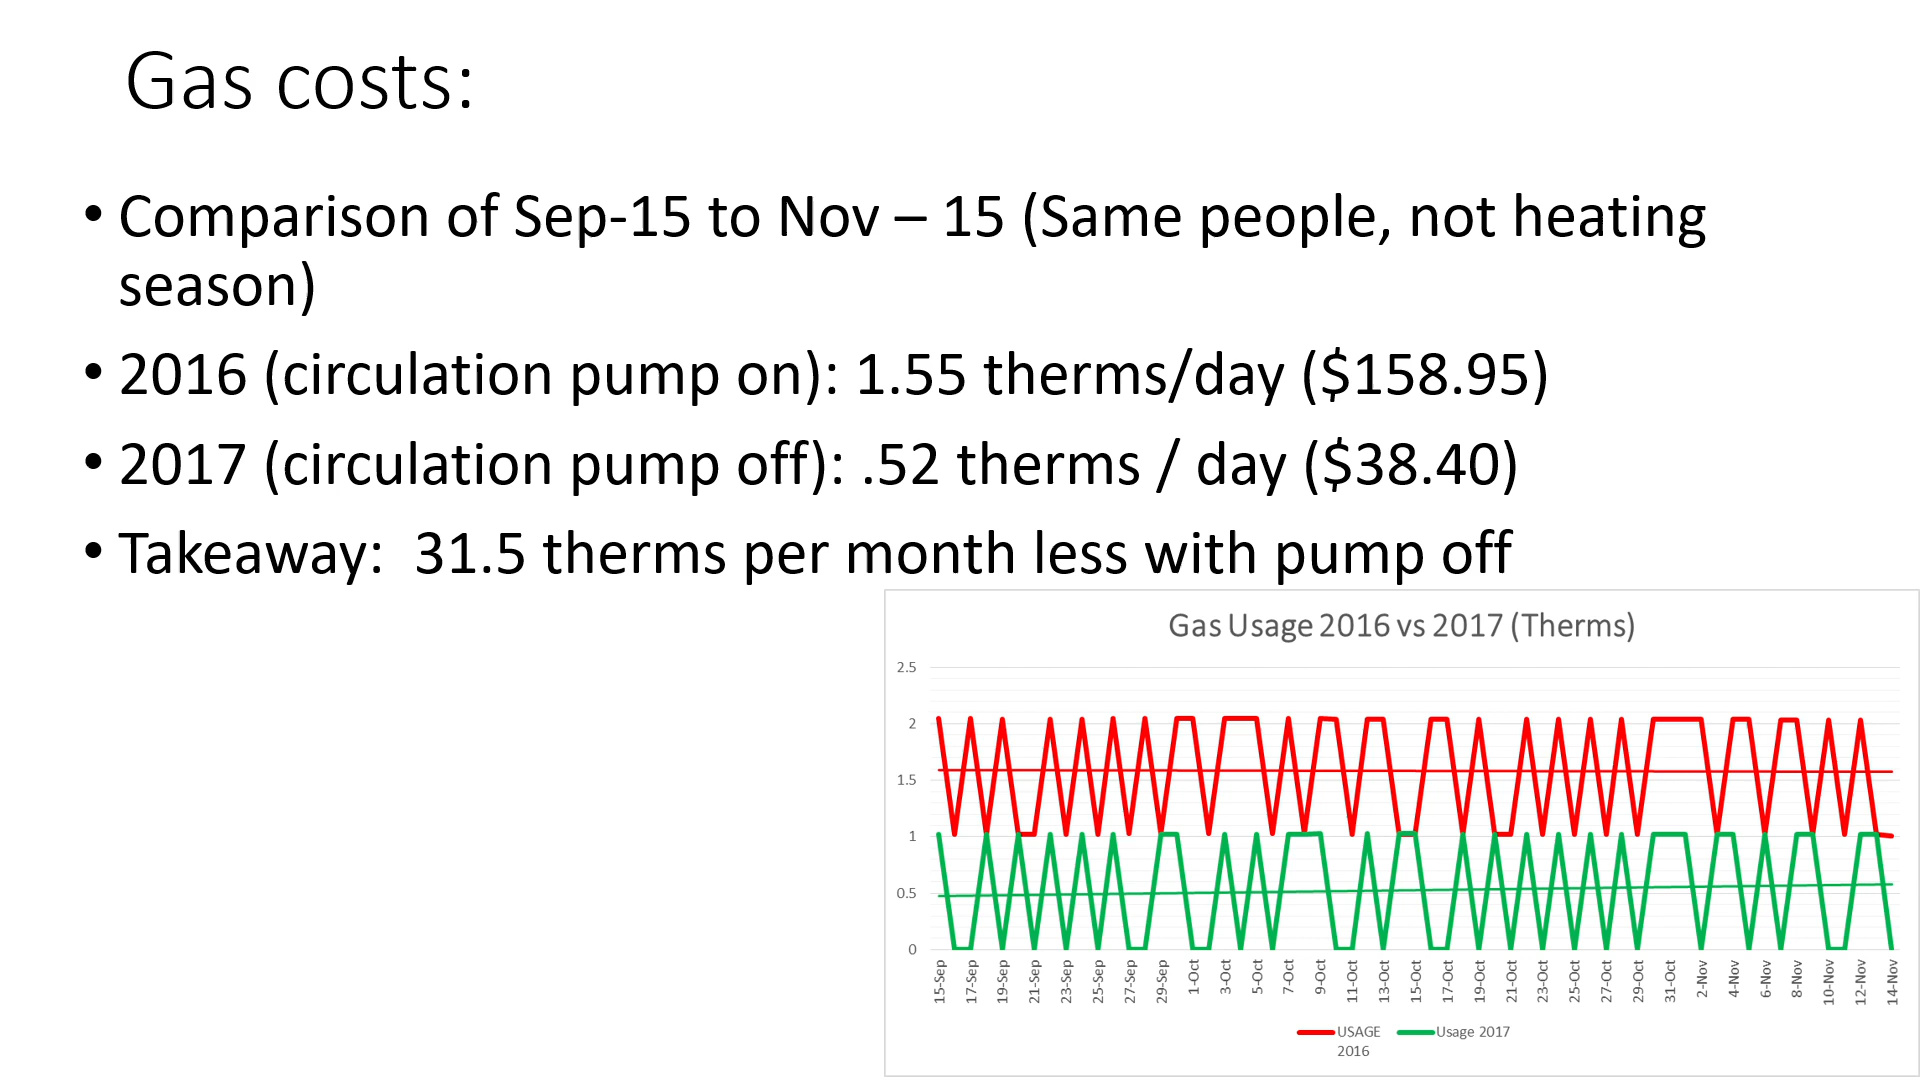 Gas costs:
• Comparison of Sep-15 to Nov – 15 (Same people, not heating
season)
• 2016 (circulation pump on): 1.55 therms/day ($158.95)
• 2017 (circulation pump off): .52 therms / day ($38.40)
• Takeaway:  31.5 therms per month less with pump off
Gas Usage 2016 vs 2017 (Therms)
2.5
2
1.5
1
0.5
0
15-Sep
17-Sep
19-Sep
21-Sep
23-Sep
25-Sep
27-Sep
29-Sep
1-Oct
3-Oct
5-Oct
7-Oct
9-Oct
11-Oct
13-Oct
15-Oct
17-Oct
19-Oct
21-Oct
23-Oct
25-Oct
27-Oct
29-Oct
31-Oct
2-Nov
4-Nov
6-Nov
8-Nov
10-Nov
12-Nov
14-Nov
USAGE
2016
Usage 2017